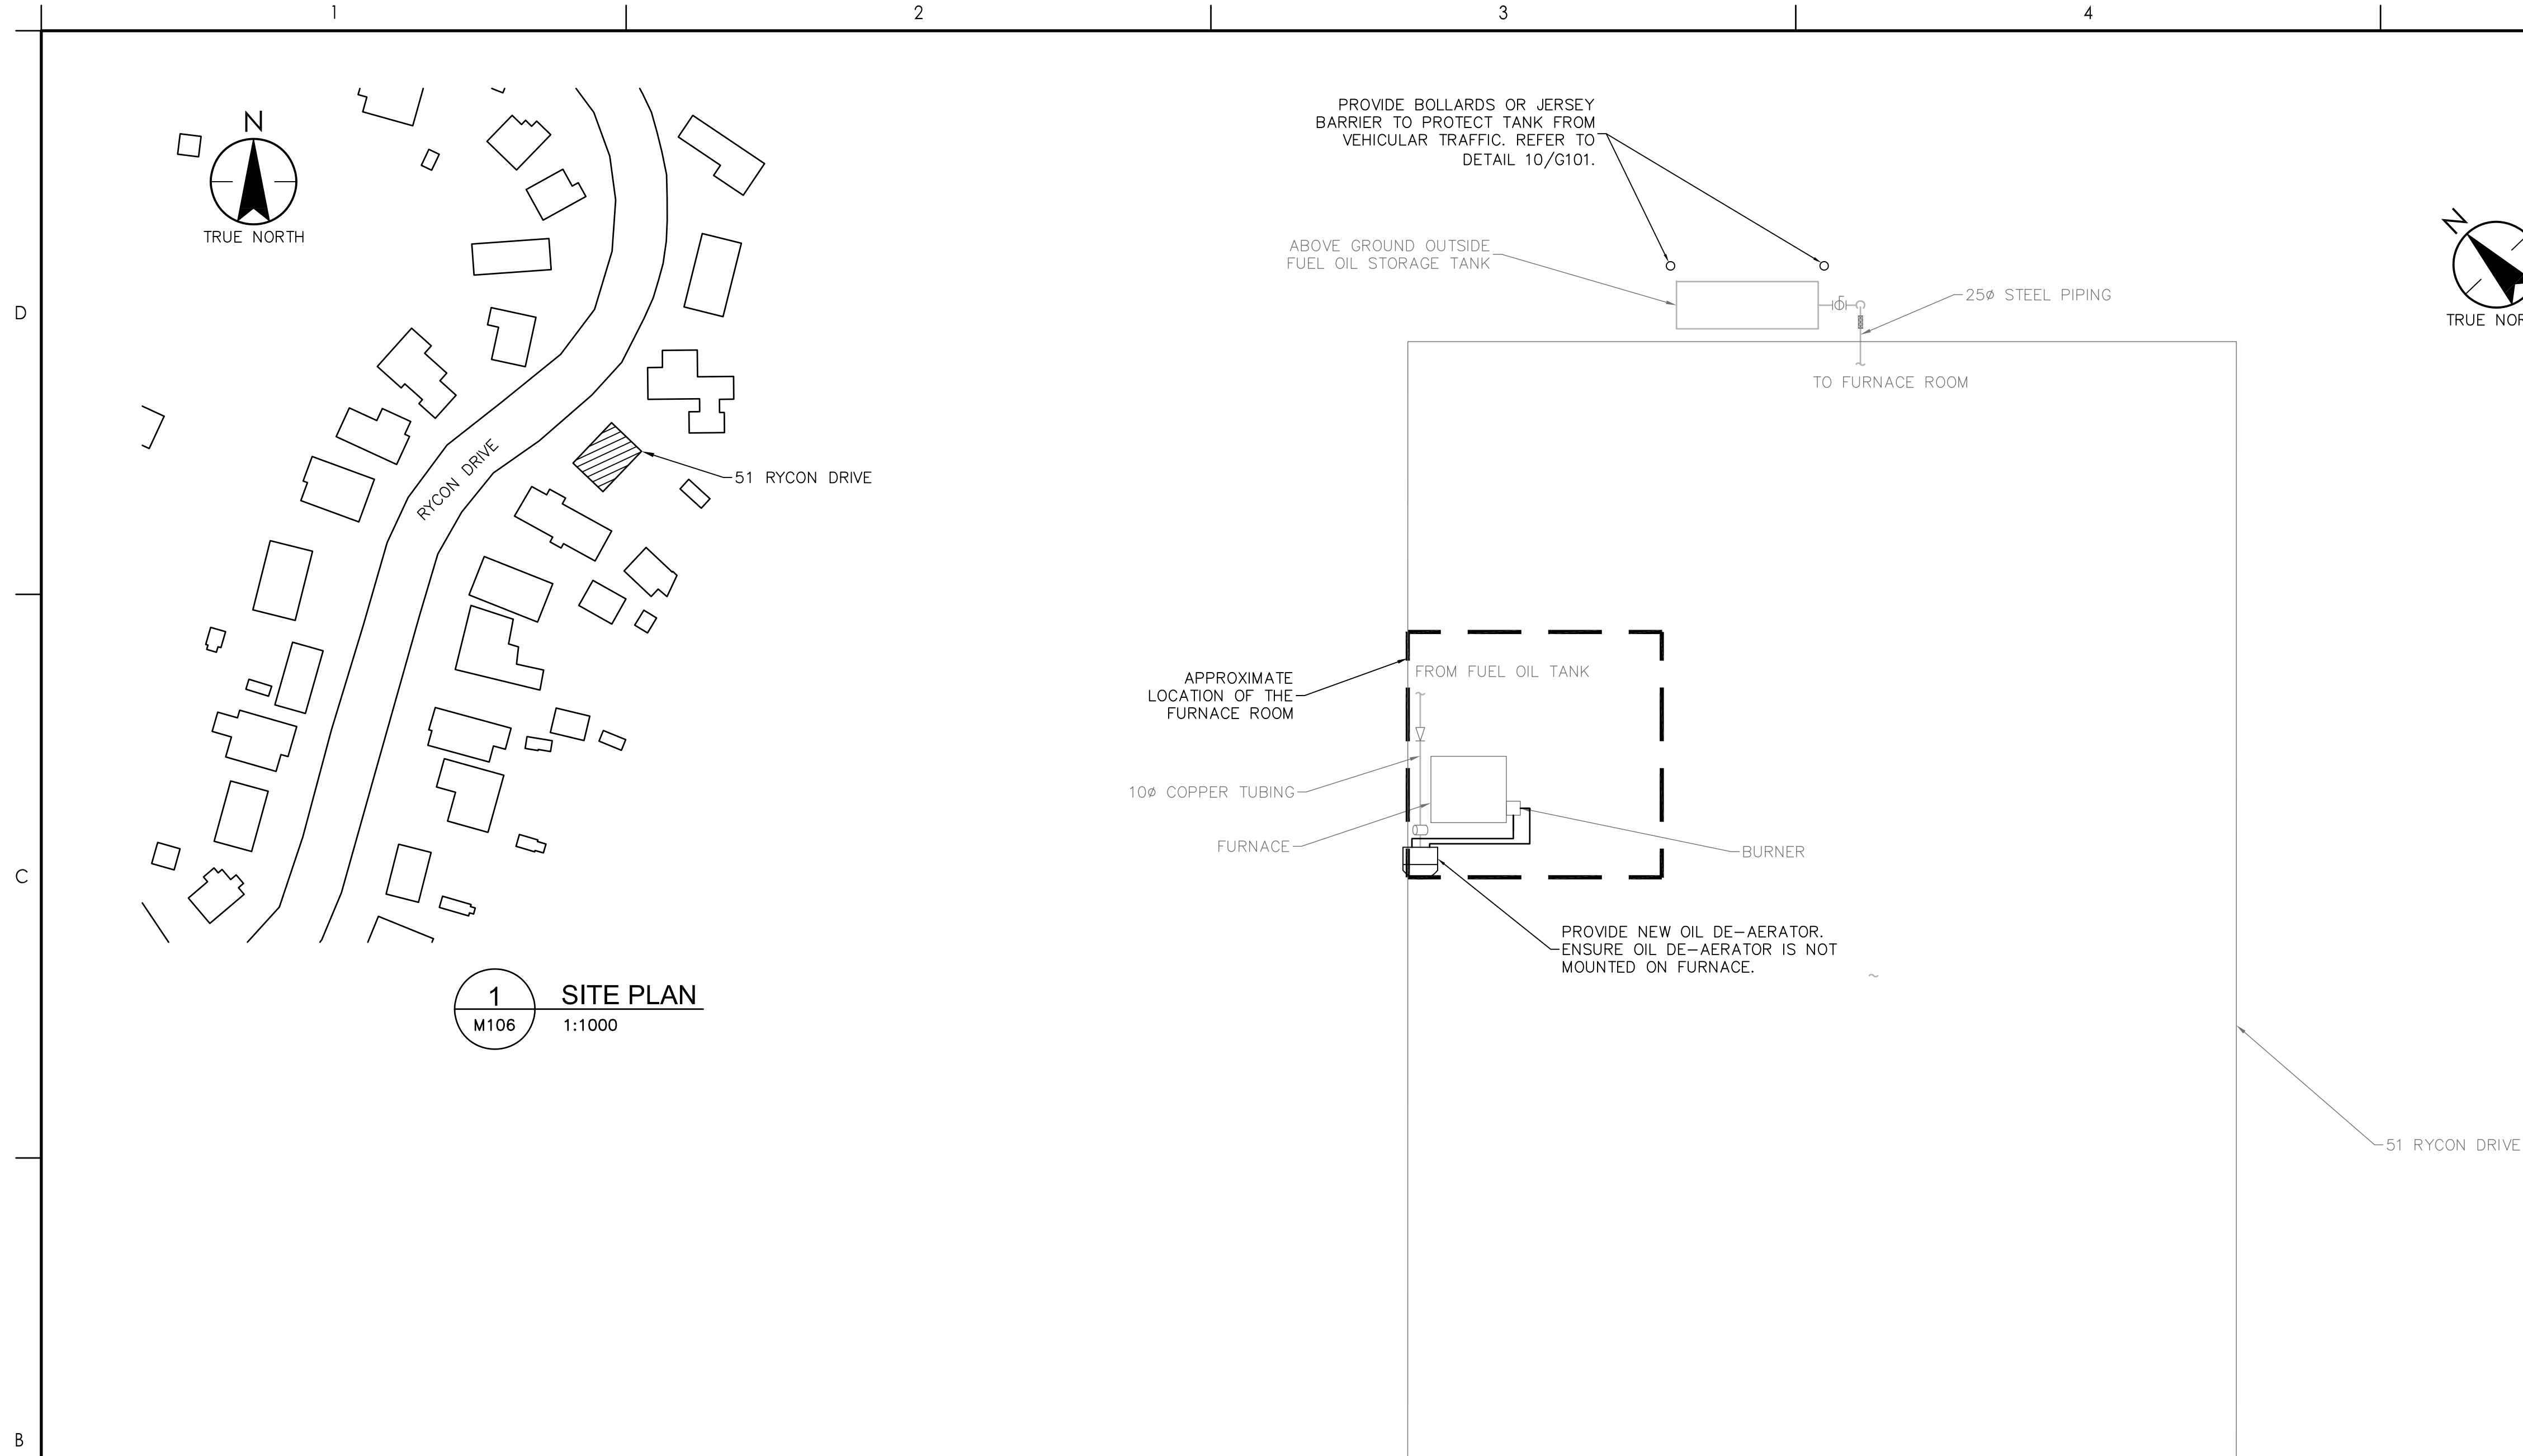 1
2
3
4
D
C
B
N
TRUE NORTH
RYCON DRIVE
51 RYCON DRIVE
1
M106
SITE PLAN
1:1000
PROVIDE BOLLARDS OR JERSEY
BARRIER TO PROTECT TANK FROM
VEHICULAR TRAFFIC. REFER TO
DETAIL 10/G101.
ABOVE GROUND OUTSIDE
FUEL OIL STORAGE TANK
F
25ø STEEL PIPING
TO FURNACE ROOM
N
TRUE NOR
APPROXIMATE
LOCATION OF THE
FURNACE ROOM
FROM FUEL OIL TANK
10ø COPPER TUBING
FURNACE
BURNER
PROVIDE NEW OIL DE-AERATOR.
ENSURE OIL DE-AERATOR IS NOT
MOUNTED ON FURNACE.
~
51 RYCON DRIVE